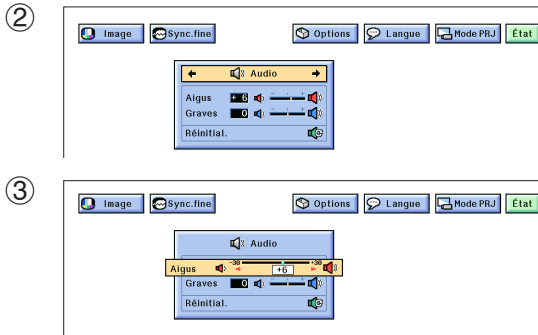 ②
Image Sync.fine Options Langue Mode PRJ État
Audio
Aigus + 6 - +
Graves 0 - +
Réinitial.
③
Image Sync.fine Options Langue Mode PRJ État
Audio
Aigus -30 +6 +30
Graves 0 - +
Réinitial.